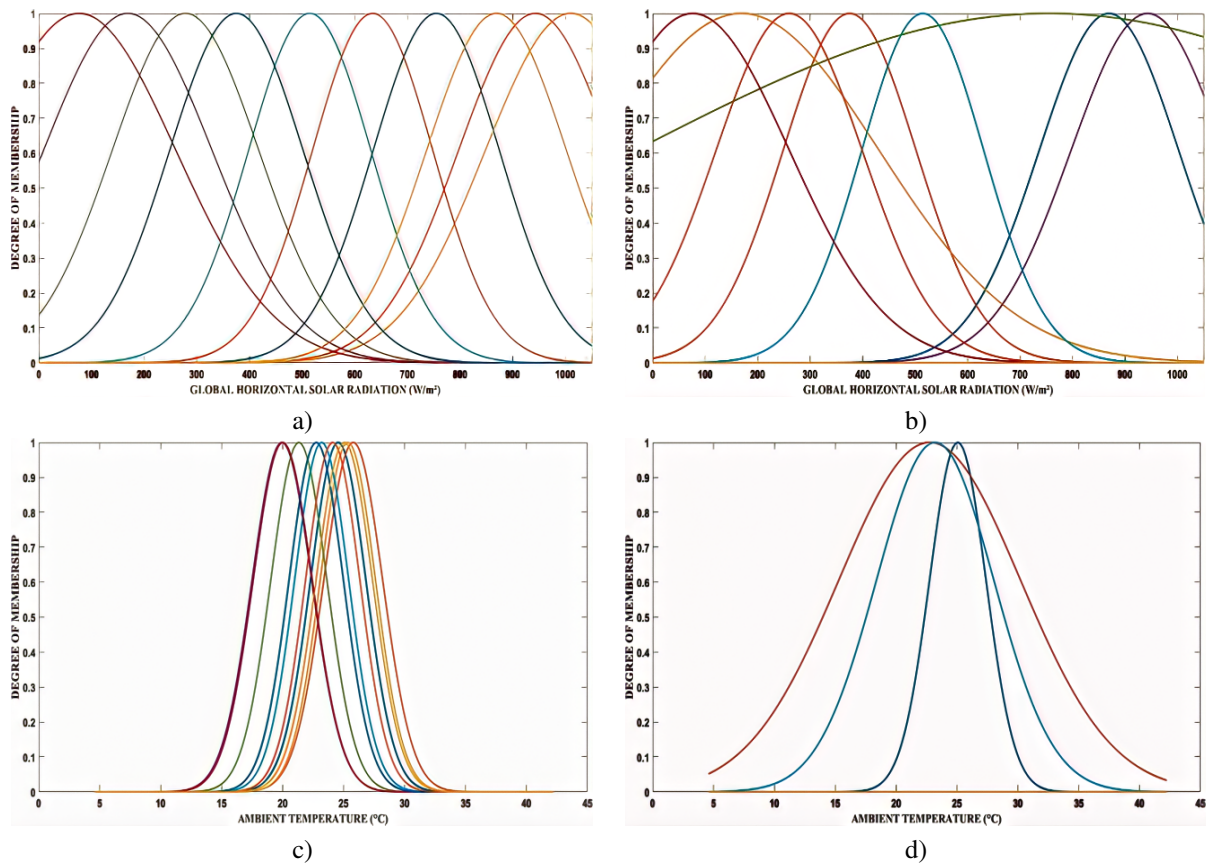 1
0.9
0.8
0.7
0.6
0.5
0.4
0.3
0.2
0.1
0
DEGREE OF MEMBERSHIP
0 100 200 300 400 500 600 700 800 900 1000
GLOBAL HORIZONTAL SOLAR RADIATION (W/m²)
a)
1
0.9
0.8
0.7
0.6
0.5
0.4
0.3
0.2
0.1
0
DEGREE OF MEMBERSHIP
0 100 200 300 400 500 600 700 800 900 1000
GLOBAL HORIZONTAL SOLAR RADIATION (W/m²)
b)
1
0.9
0.8
0.7
0.6
0.5
0.4
0.3
0.2
0.1
0
DEGREE OF MEMBERSHIP
0 5 10 15 20 25 30 35 40 45
AMBIENT TEMPERATURE (°C)
c)
1
0.9
0.8
0.7
0.6
0.5
0.4
0.3
0.2
0.1
0
DEGREE OF MEMBERSHIP
0 5 10 15 20 25 30 35 40 45
AMBIENT TEMPERATURE (°C)
d)